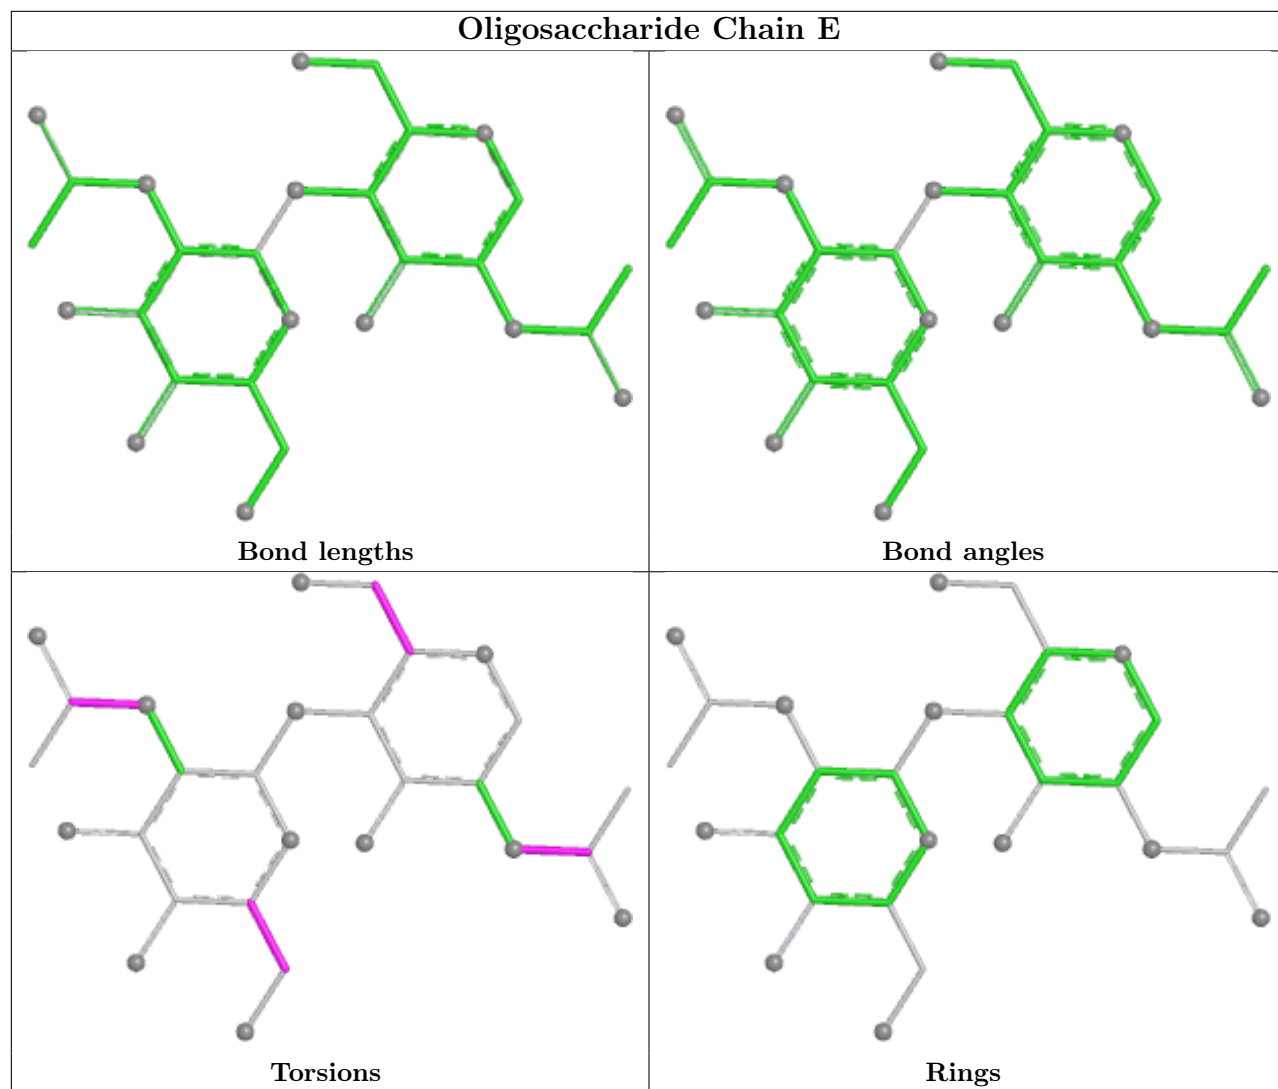 Oligosaccharide Chain E
Bond lengths
Bond angles
Torsions
Rings